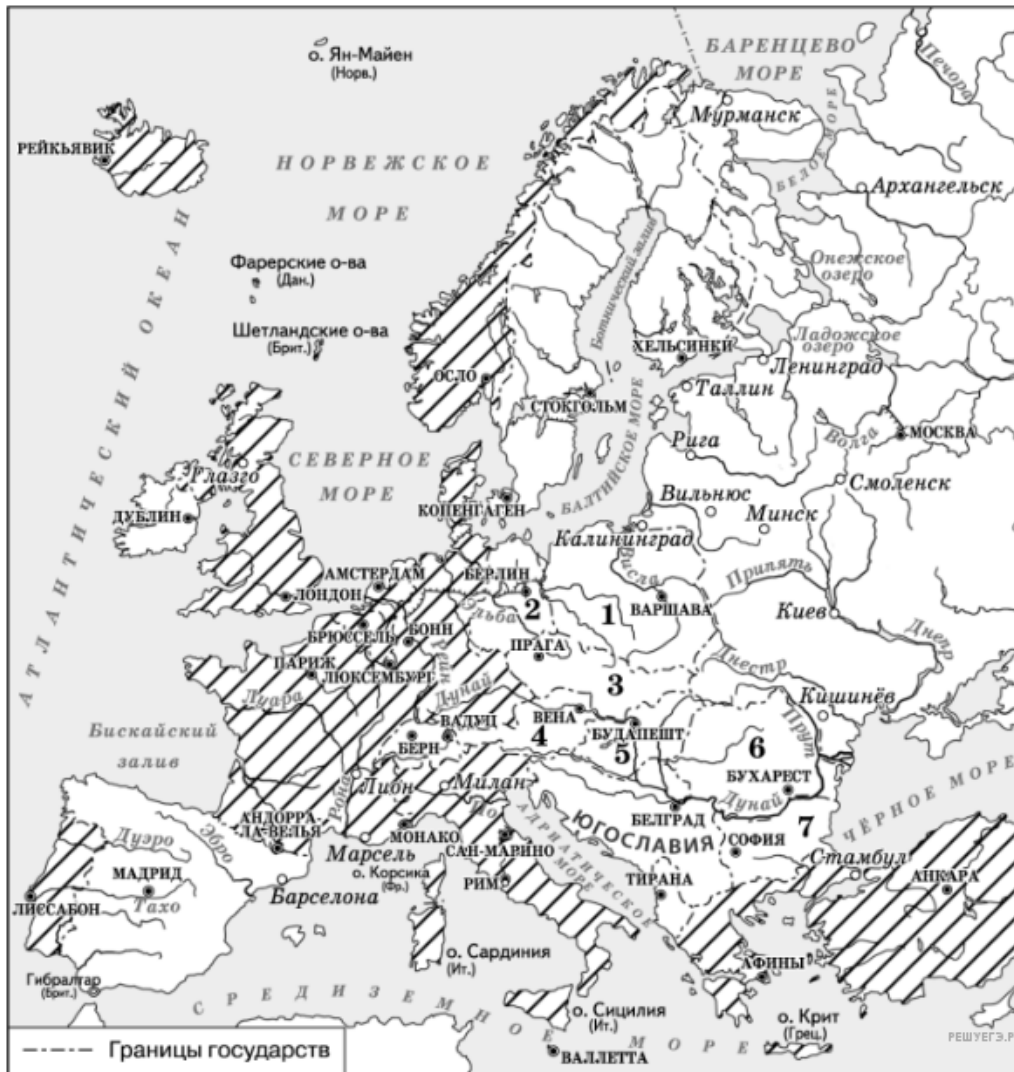 о. Ян-Майен
(Норв.)
БАРЕНЦЕВО
МОРЕ
Печора
Мурманск
РЕЙКЬЯВИК
НОРВЕЖСКОЕ
МОРЕ
БЕЛОЕ МОРЕ
Архангельск
АТЛАНТИЧЕСКИЙ ОКЕАН
Фарерские о-ва
(Дан.)
Ботнический залив
Онежское
озеро
Шетландские о-ва
(Брит.)
ХЕЛЬСИНКИ
Ладожское
озеро
Ленинград
ОСЛО
СТОКГОЛЬМ
Таллин
БАЛТИЙСКОЕ МОРЕ
Рига
Волга
МОСКВА
Глазго
СЕВЕРНОЕ
МОРЕ
Смоленск
ДУБЛИН
КОПЕНГАГЕН
Вильнюс
Минск
Калининград
АМСТЕРДАМ
ЛОНДОН
БЕРЛИН
Эльба
2
1
Висла
ВАРШАВА
Припять
Киев
Днепр
БРЮССЕЛЬ
БОНН
ПРАГА
ПАРИЖ
ЛЮКСЕМБУРГ
Рейн
3
Днестр
Кишинёв
Луара
Дунай
ВАДУЦ
ВЕНА
БУДАПЕШТ
Прут
Бискайский
залив
БЕРН
4
5
6
Рона
Лион
Милан
БУХАРЕСТ
АНДОРРА-
ЛА-ВЕЛЬЯ
МОНАКО
По
БЕЛГРАД
Дунай
7
ЧЁРНОЕ МОРЕ
Дуэро
Эбро
Марсель
САН-МАРИНО
АДРИАТИЧЕСКОЕ
МОРЕ
ЮГОСЛАВИЯ
СОФИЯ
Стамбул
о. Корсика
(Фр.)
МАДРИД
Барселона
РИМ
ТИРАНА
АНКАРА
ЛИССАБОН
Тахо
о. Сардиния
(Ит.)
АФИНЫ
Гибралтар
(Брит.)
СРЕДИЗЕМНОЕ МОРЕ
о. Сицилия
(Ит.)
о. Крит
(Грец.)
ВАЛЛЕТТА
Границы государств
РЕШУЕГЭ.Р